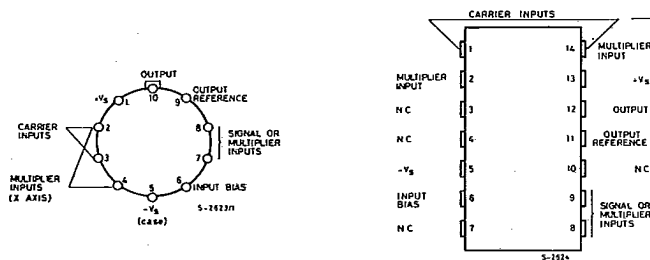 OUTPUT
10
+Vs
1
9
OUTPUT
REFERENCE
CARRIER
INPUTS
2
3
8
7
SIGNAL OR
MULTIPLIER
INPUTS
MULTIPLIER
INPUTS
(X AXIS)
4
5
6
INPUT BIAS
-Vs
(case)
S-2623/1
CARRIER INPUTS
1
14
MULTIPLIER
INPUT
MULTIPLIER
INPUT
2
13
+Vs
NC
3
12
OUTPUT
NC
4
11
OUTPUT
REFERENCE
-Vs
5
10
NC
INPUT
BIAS
6
9
SIGNAL OR
MULTIPLIER
INPUTS
NC
7
8
S-2624